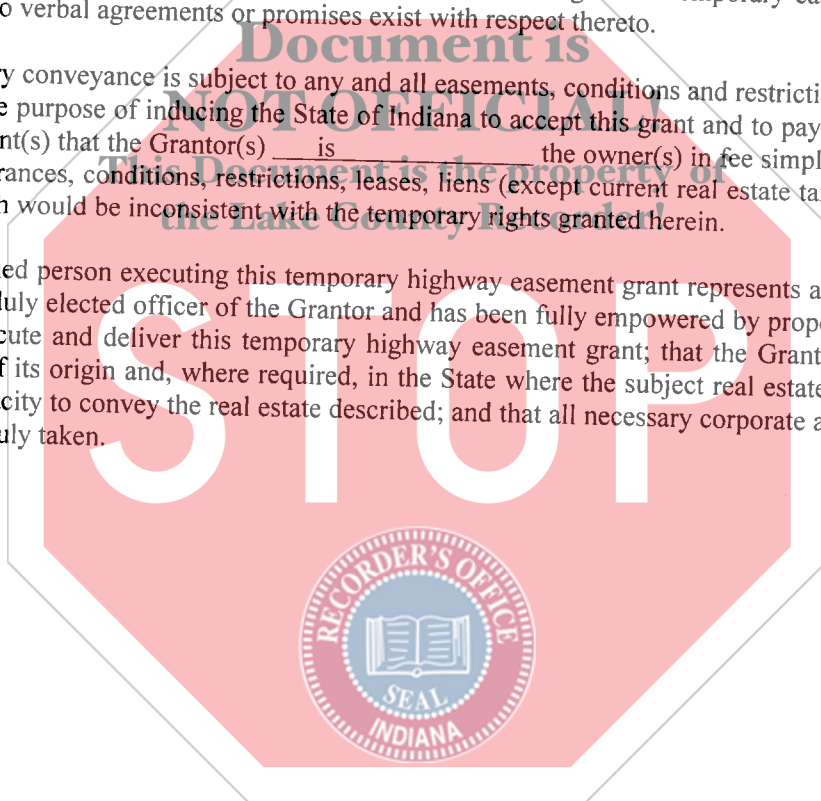 o verbal agreements or promises exist with respect thereto.
Document is
y conveyance is subject to any and all easements, conditions and restricti
NOT OFFICIAL!
e purpose of inducing the State of Indiana to accept this grant and to pay
nt(s) that the Grantor(s) is the owner(s) in fee simpl
This Document is the property of
rances, conditions, restrictions, leases, liens (except current real estate ta
the Lake County Recorder!
h would be inconsistent with the temporary rights granted herein.
ed person executing this temporary highway easement grant represents a
luly elected officer of the Grantor and has been fully empowered by prop
cute and deliver this temporary highway easement grant; that the Grant
f its origin and, where required, in the State where the subject real estate
city to convey the real estate described; and that all necessary corporate a
uly taken.
STOP
RECORDER'S OFFICE
SEAL
INDIANA